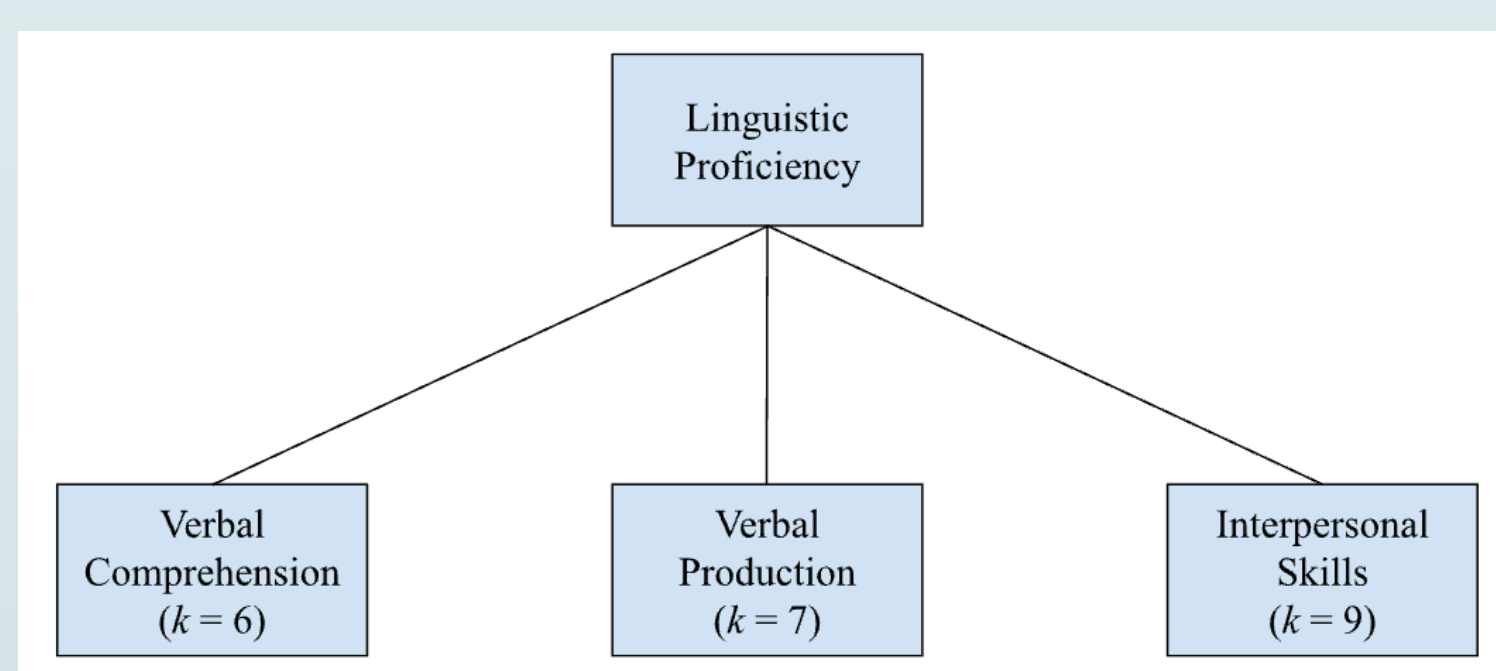 Linguistic
Proficiency
Verbal
Comprehension
(k = 6)
Verbal
Production
(k = 7)
Interpersonal
Skills
(k = 9)